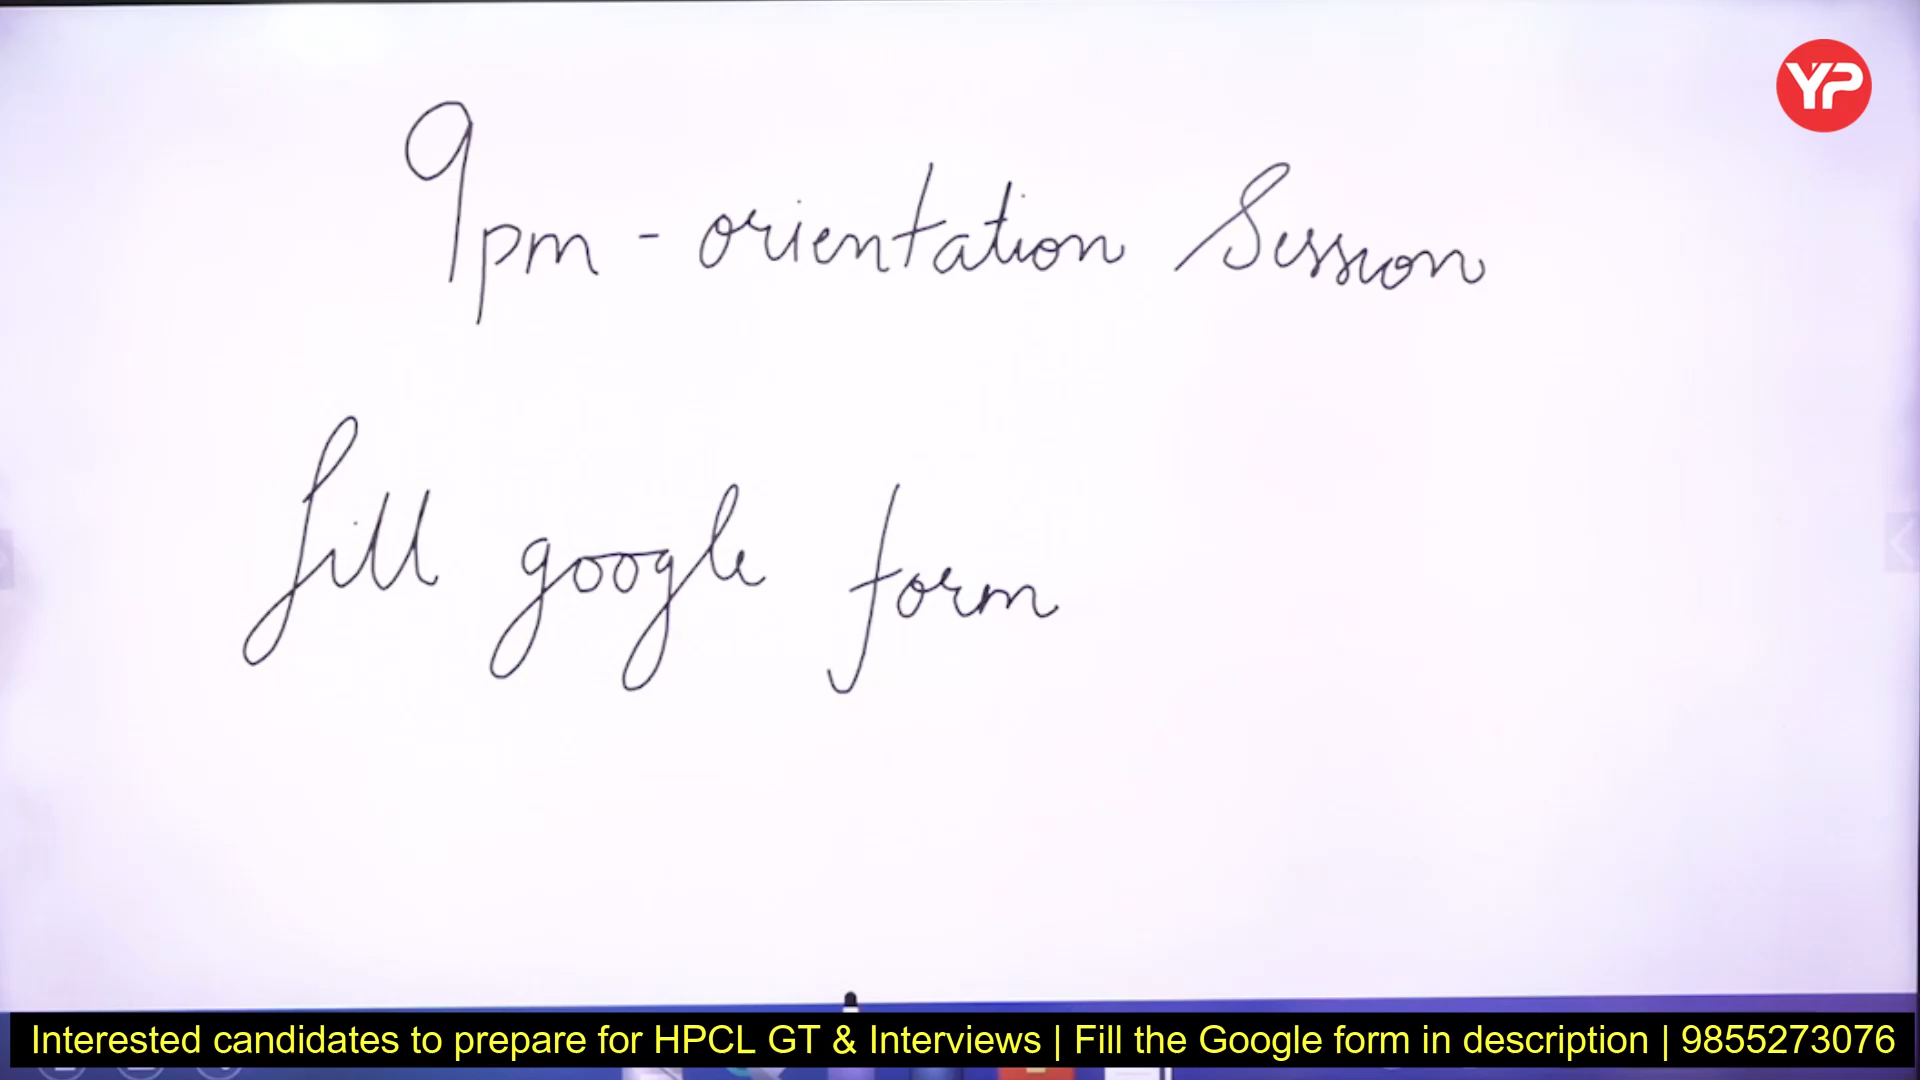 YP
9pm - orientation Session
fill google form
Interested candidates to prepare for HPCL GT & Interviews | Fill the Google form in description | 9855273076